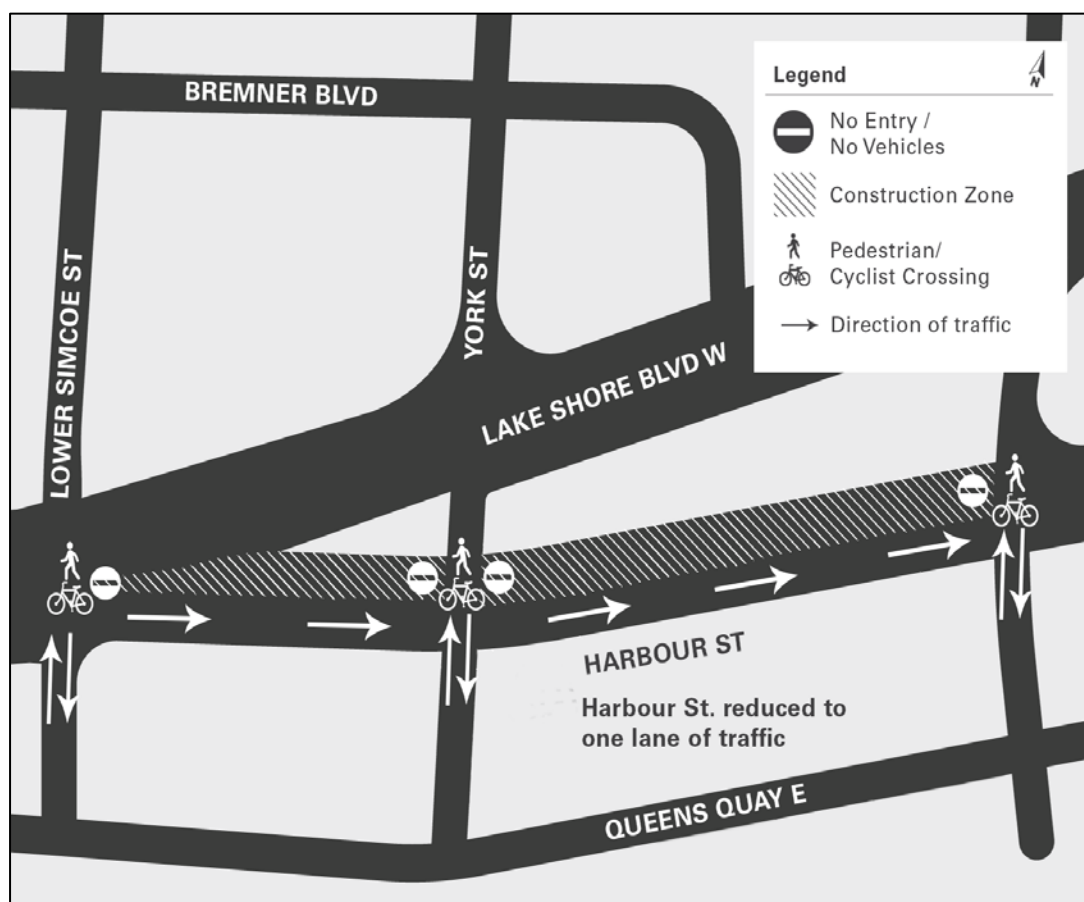 BREMNER BLVD
Legend
N
No Entry /
No Vehicles
Construction Zone
Pedestrian/
Cyclist Crossing
Direction of traffic
LOWER SIMCOE ST
YORK ST
LAKE SHORE BLVD W
HARBOUR ST
Harbour St. reduced to
one lane of traffic
QUEENS QUAY E